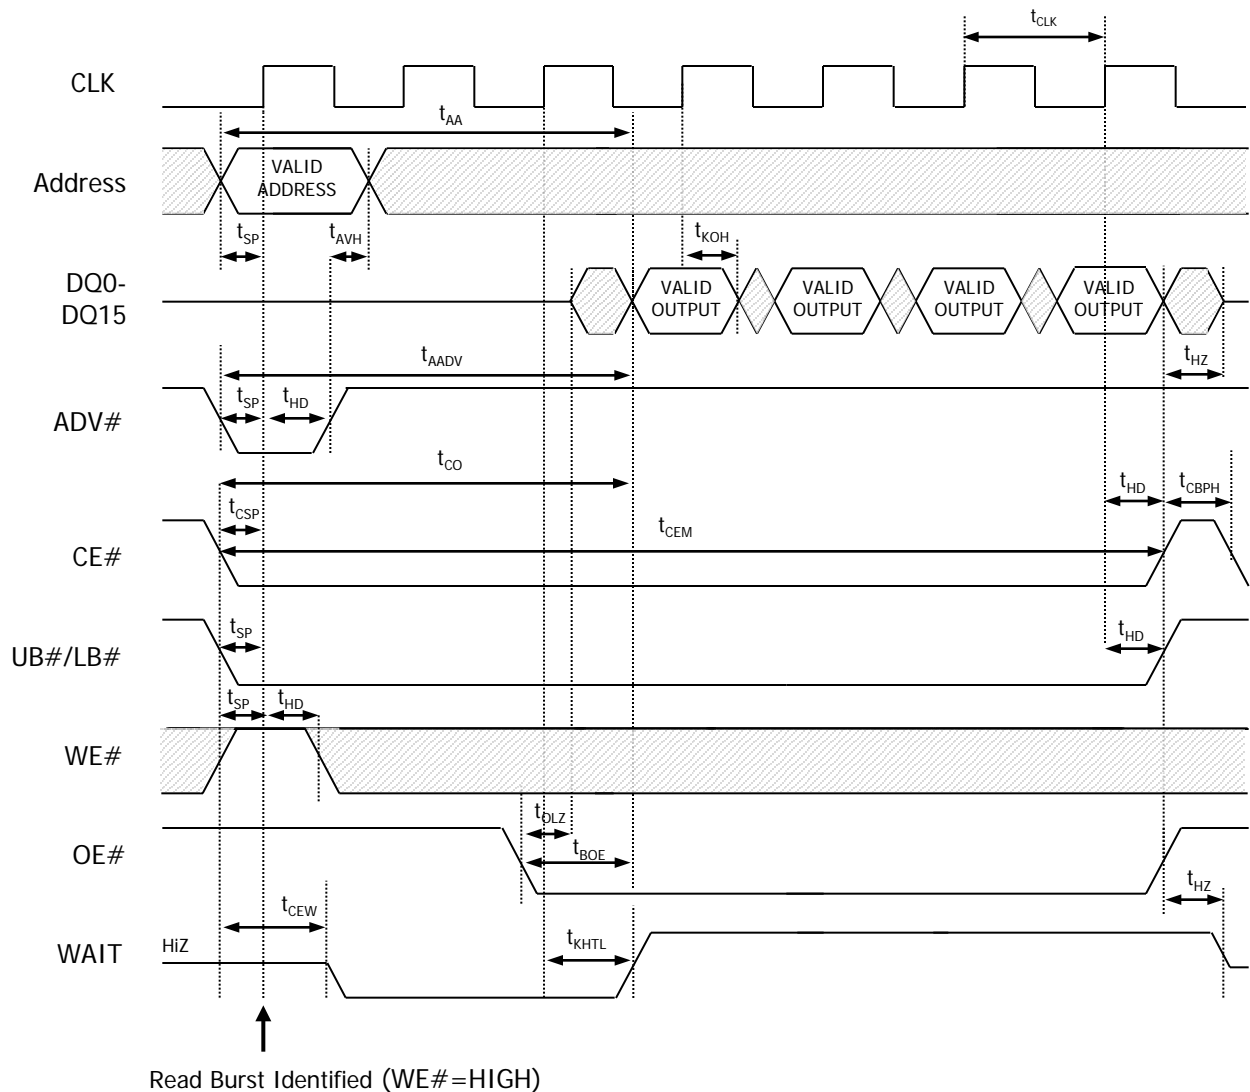 tCLK
CLK
tAA
Address
VALID
ADDRESS
tSP
tAVH
tKOH
DQ0-
DQ15
VALID
OUTPUT
VALID
OUTPUT
VALID
OUTPUT
VALID
OUTPUT
tAADV
tHZ
tSP
tHD
ADV#
tCO
tCSP
tHD
tCBPH
tCEM
CE#
tSP
tHD
UB#/LB#
tSP
tHD
WE#
tOLZ
OE#
tBOE
tCEW
tHZ
WAIT
HiZ
tKHTL
Read Burst Identified (WE#=HIGH)